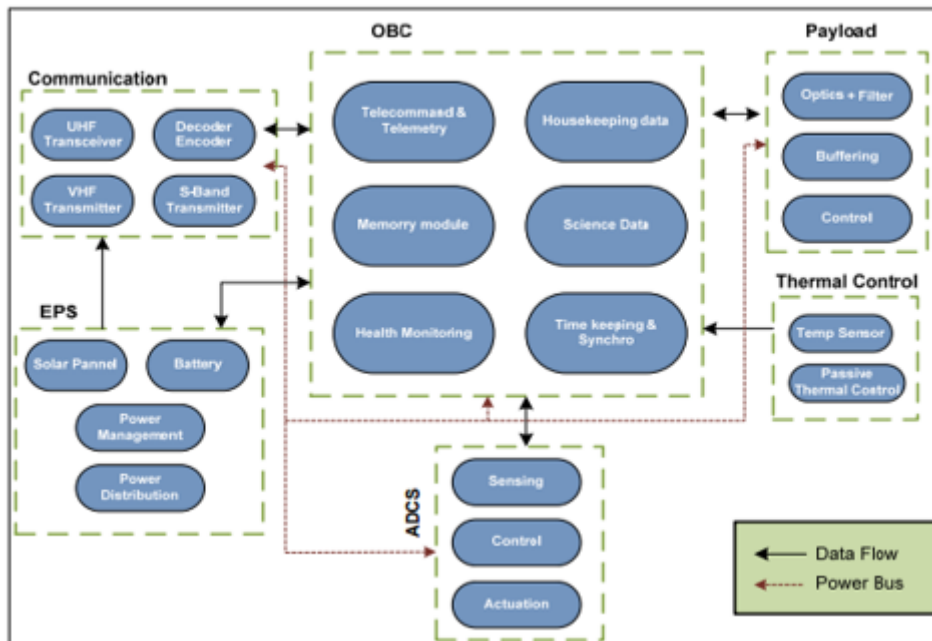 OBC
Payload
Communication
UHF
Transceiver
Decoder
Encoder
VHF
Transmitter
S-Band
Transmitter
Telecommasd &
Telemetry
Housekeeping data
Memorry module
Science Data
Health Monitoring
Time keeping &
Synchro
Optics + Filter
Buffering
Control
Thermal Control
Temp Sensor
Passive
Thermal Control
EPS
Solar Pannel
Battery
Power
Management
Power
Distribution
ADCS
Sensing
Control
Actuation
Data Flow
Power Bus